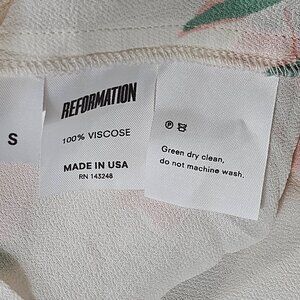 S
REFORMATION
100% VISCOSE
MADE IN USA
RN 143248
Green dry clean,
do not machine wash.